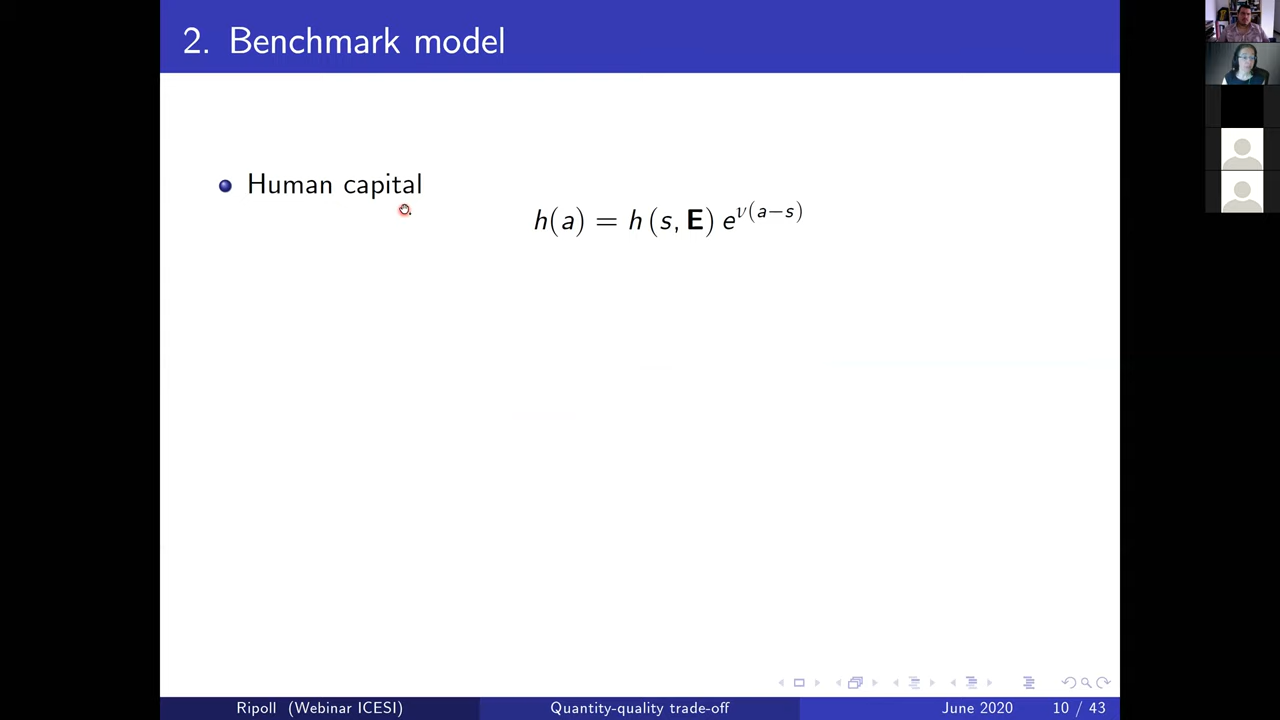 2. Benchmark model
Human capital
h(a) = h (s, E) e^{ν(a−s)}
Ripoll (Webinar ICESI)
Quantity-quality trade-off
June 2020
10 / 43